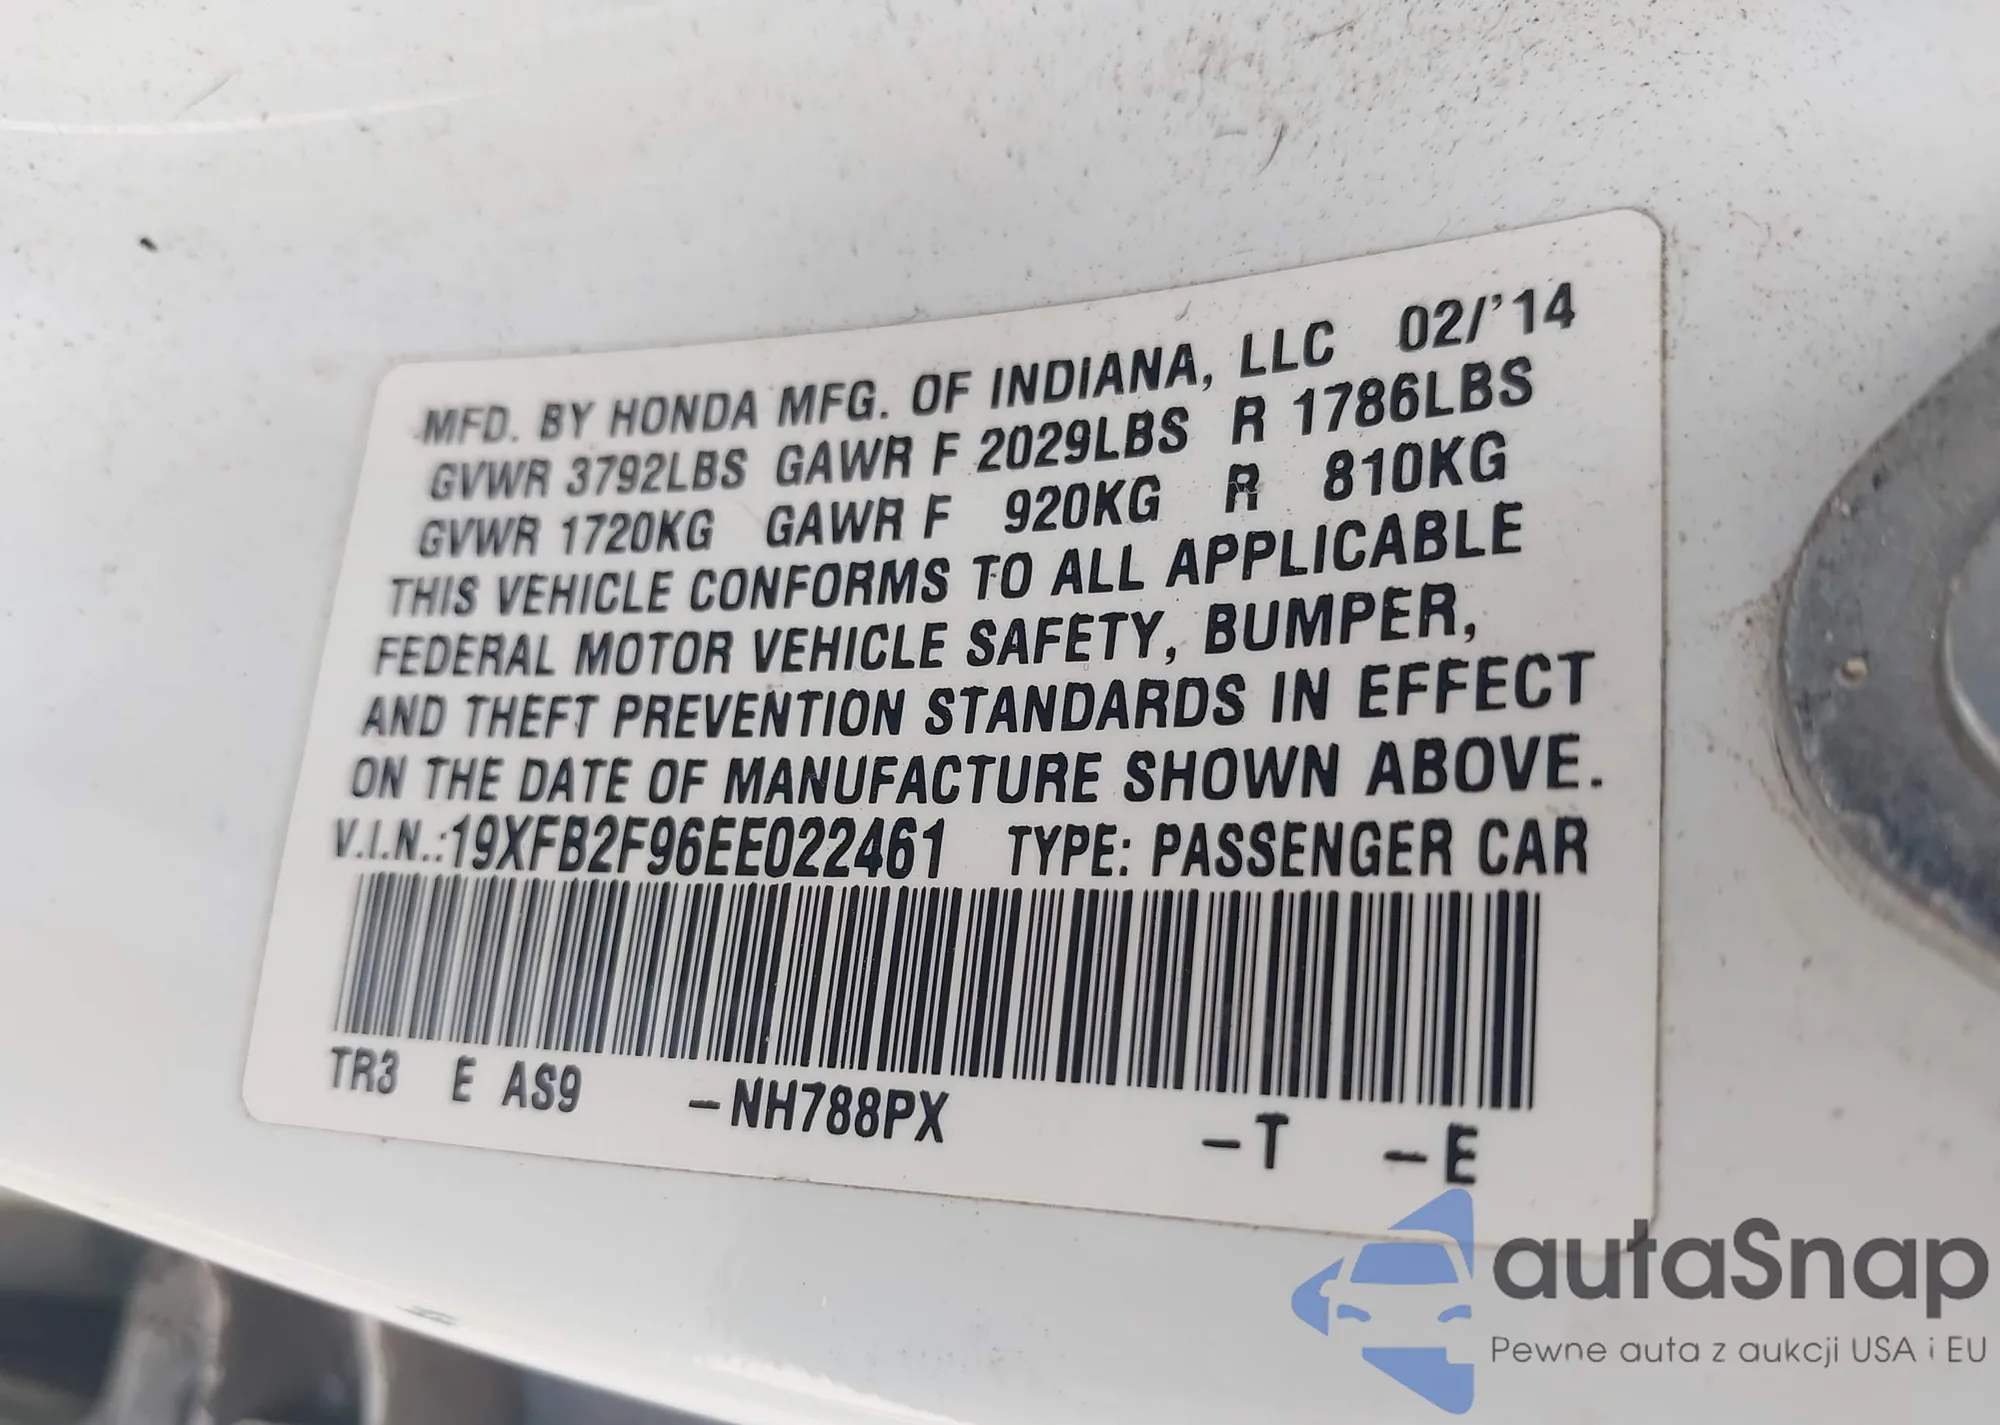 MFD. BY HONDA MFG. OF INDIANA, LLC 02/'14
GVWR 3792LBS GAWR F 2029LBS R 1786LBS
GVWR 1720KG GAWR F 920KG R 810KG
THIS VEHICLE CONFORMS TO ALL APPLICABLE
FEDERAL MOTOR VEHICLE SAFETY, BUMPER,
AND THEFT PREVENTION STANDARDS IN EFFECT
ON THE DATE OF MANUFACTURE SHOWN ABOVE.
V.I.N.:19XFB2F96EE022461 TYPE: PASSENGER CAR
TR3 E AS9 -NH788PX -T -E
autaSnap
Pewne auta z aukcji USA i EU